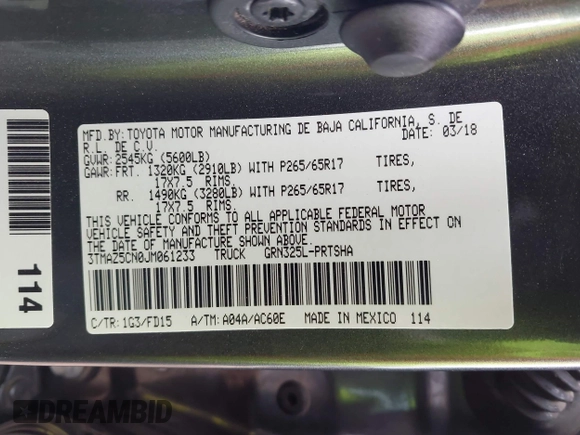 MFD.BY:TOYOTA MOTOR MANUFACTURING DE BAJA CALIFORNIA, S. DE
R.L. DE C.V. DATE: 03/18
GVWR:2545KG (5600LB)
GAWR:FRT. 1320KG (2910LB) WITH P265/65R17 TIRES,
17X7.5 RIMS.
RR. 1490KG (3280LB) WITH P265/65R17 TIRES,
17X7.5 RIMS.
THIS VEHICLE CONFORMS TO ALL APPLICABLE FEDERAL MOTOR
VEHICLE SAFETY AND THEFT PREVENTION STANDARDS IN EFFECT ON
THE DATE OF MANUFACTURE SHOWN ABOVE.
3TMAZ5CN0JM061233 TRUCK GRN325L-PRTSHA
C/TR:1G3/FD15 A/TM:A04A/AC60E MADE IN MEXICO 114
114
DREAMBID